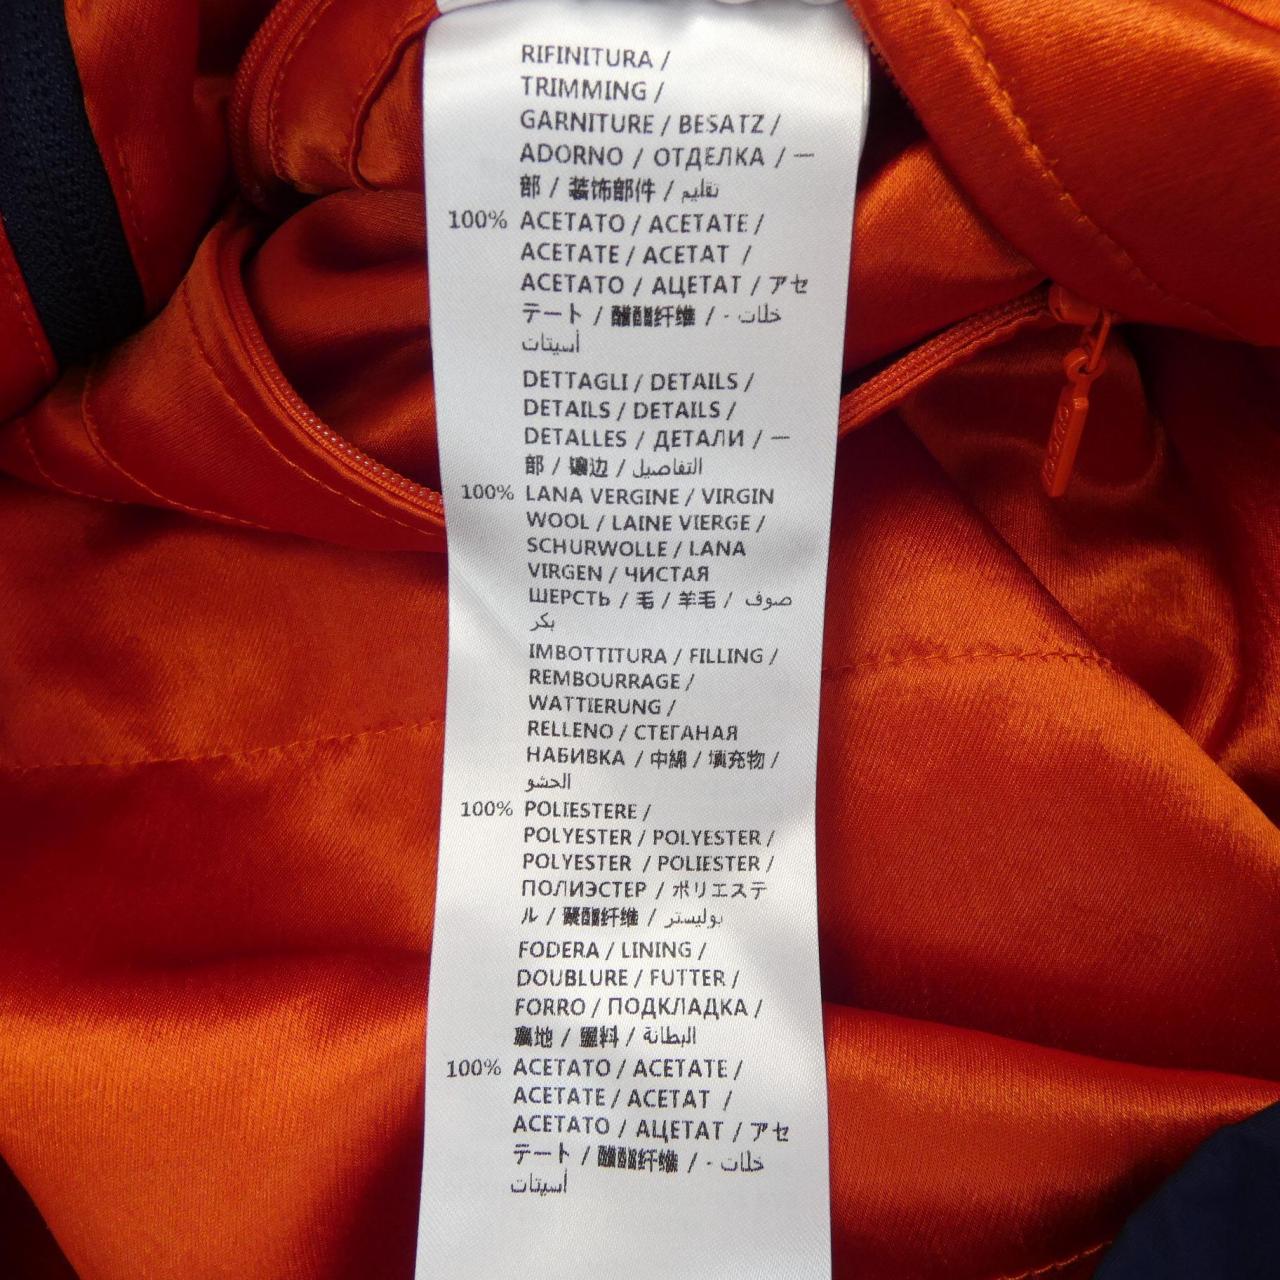 RIFINITURA /
TRIMMING /
GARNITURE / BESATZ /
ADORNO / ОТДЕЛКА / 一
部 / 装饰部件 / تقليم
100% ACETATO / ACETATE /
ACETATE / ACETAT /
ACETATO / АЦЕТАТ / アセ
テート / 醋酯纤维 / خلات -
أسيتات
DETTAGLI / DETAILS /
DETAILS / DETAILS /
DETALLES / ДЕТАЛИ / 一
部 / 镶边 / التفاصيل
100% LANA VERGINE / VIRGIN
WOOL / LAINE VIERGE /
SCHURWOLLE / LANA
VIRGEN / ЧИСТАЯ
ШЕРСТЬ / 毛 / 羊毛 / صوف
بكر
IMBOTTITURA / FILLING /
REMBOURRAGE /
WATTIERUNG /
RELLENO / СТЕГАНАЯ
НАБИВКА / 中綿 / 填充物 /
الحشو
100% POLIESTERE /
POLYESTER / POLYESTER /
POLYESTER / POLIESTER /
ПОЛИЭСТЕР / ポリエステ
ル / 聚酯纤维 / بوليستر
FODERA / LINING /
DOUBLURE / FUTTER /
FORRO / ПОДКЛАДКА /
裏地 / 里料 / البطانة
100% ACETATO / ACETATE /
ACETATE / ACETAT /
ACETATO / АЦЕТАТ / アセ
テート / 醋酯纤维 / خلات -
أسيتات